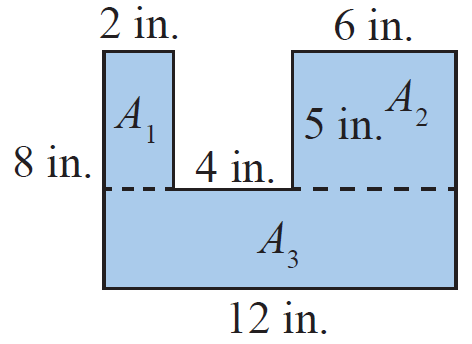 2 in.
6 in.
A₁
A₂
5 in.
8 in.
4 in.
A₃
12 in.